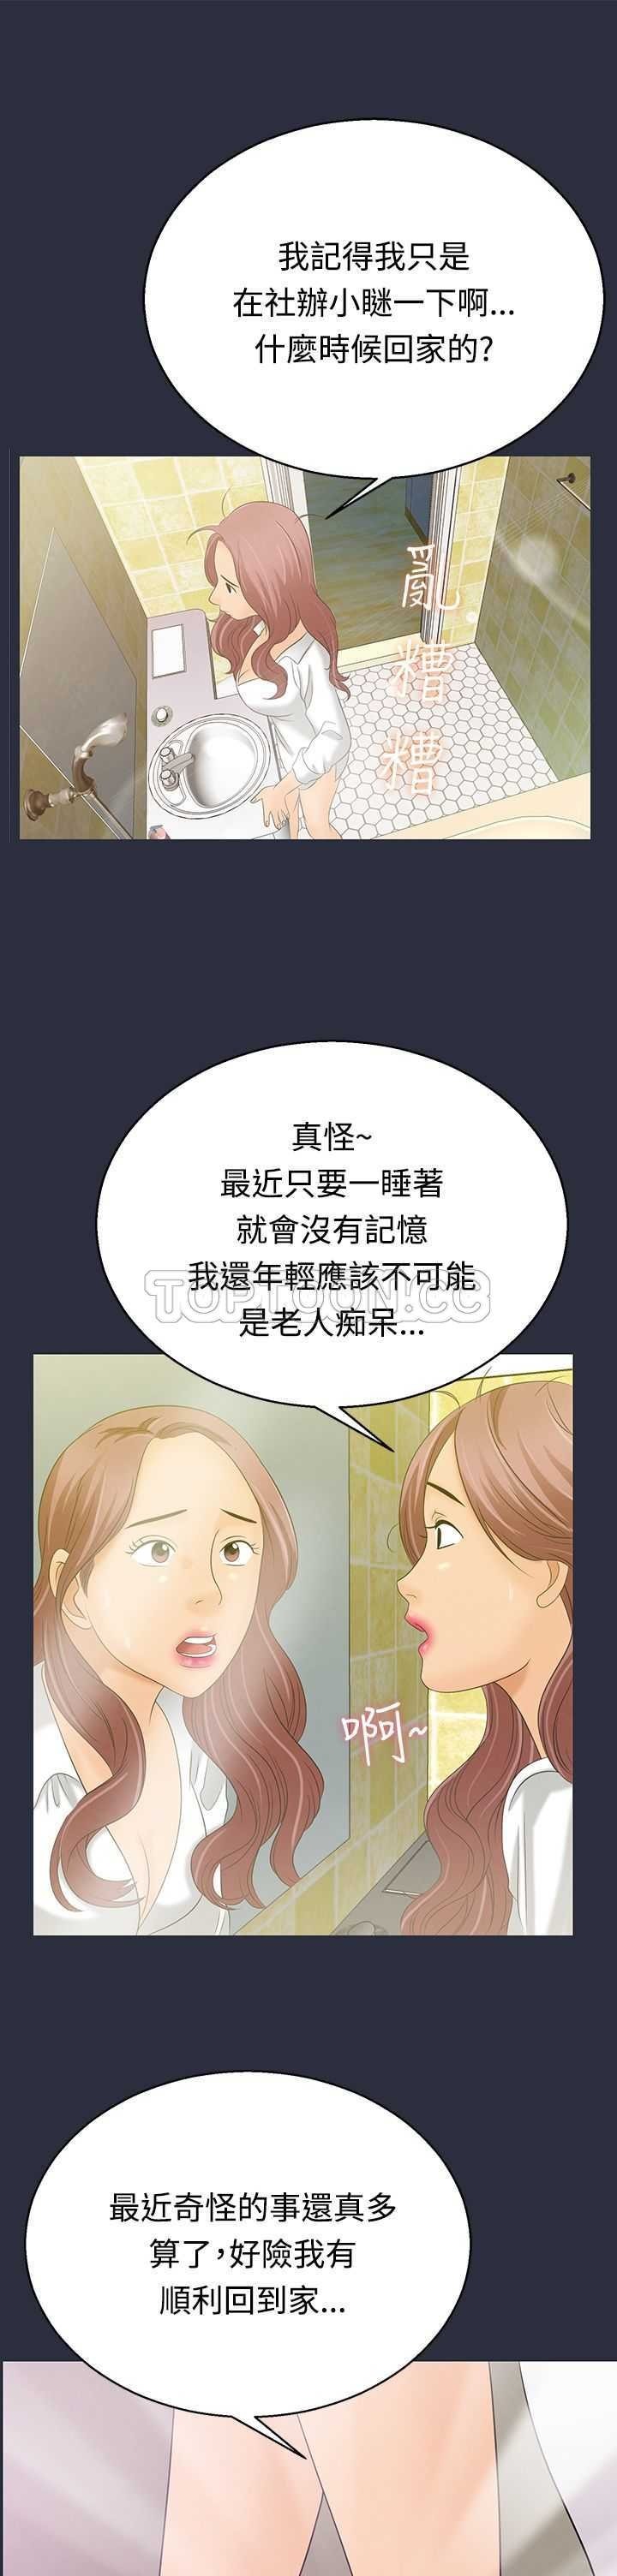 我記得我只是
在社辦小瞇一下啊...
什麼時候回家的?
亂
糟
糟
真怪~
最近只要一睡著
就會沒有記憶
我還年輕應該不可能
是老人痴呆...
TOPTOON.CC
啊~
最近奇怪的事還真多
算了,好險我有
順利回到家...